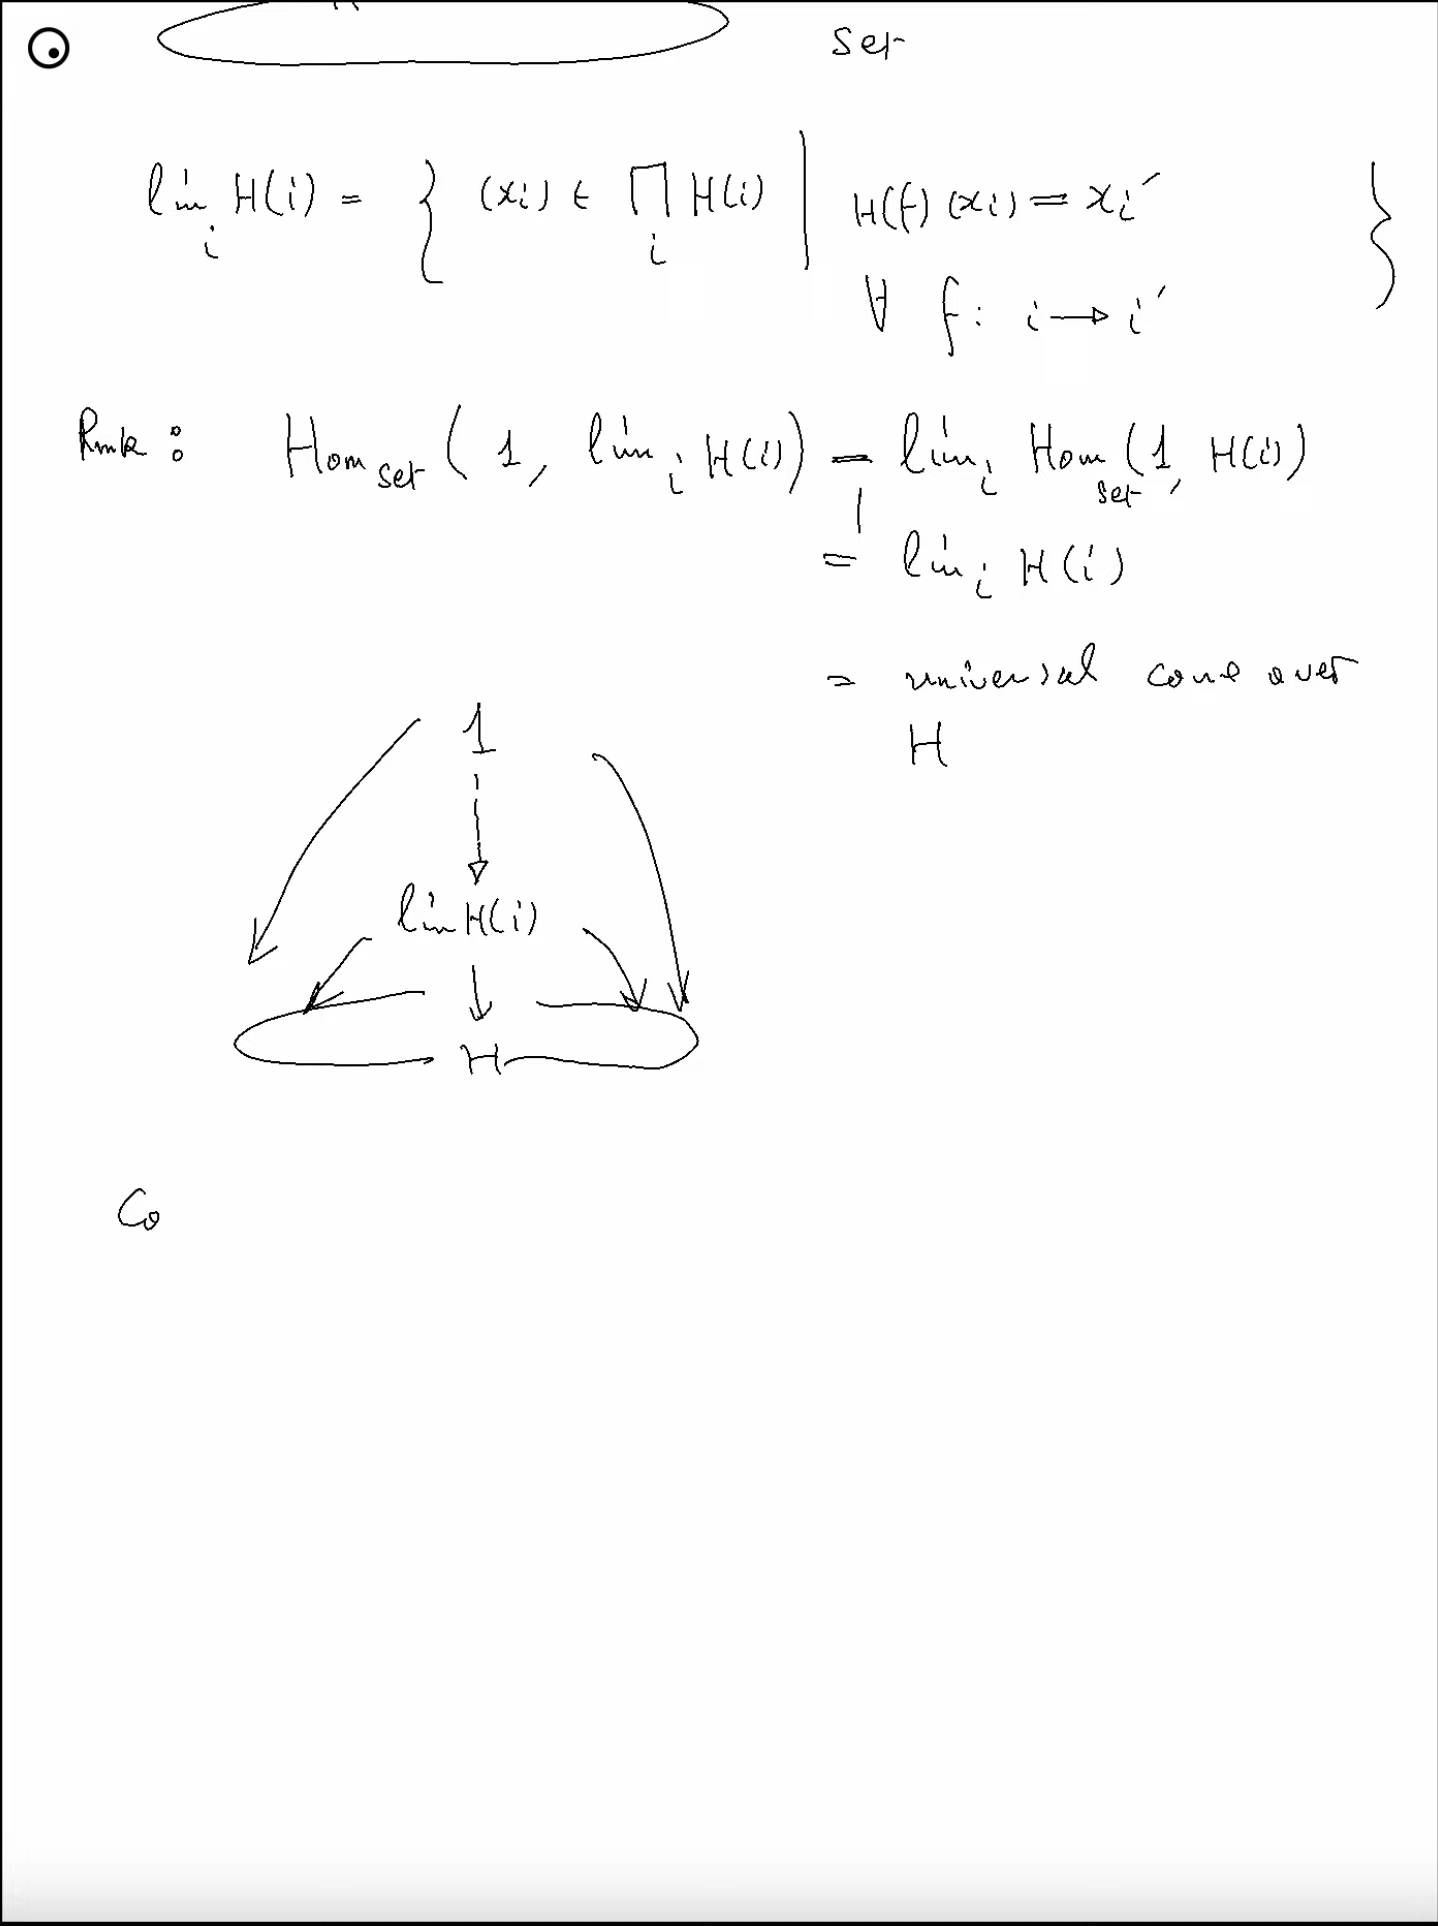 Set
lim_i H(i) = { (x_i) ∈ ∏_i H(i) | H(f)(x_i) = x_i′ }
∀ f: i → i′
Rmk: Hom_Set (1, lim_i H(i)) = lim_i Hom_Set (1, H(i))
= lim_i H(i)
= universal cone over
H
1
lim H(i)
H
Co